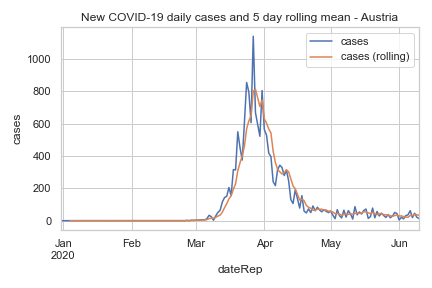 New COVID-19 daily cases and 5 day rolling mean - Austria
cases
cases (rolling)
cases
1000
800
600
400
200
0
Jan
2020
Feb
Mar
Apr
May
Jun
dateRep